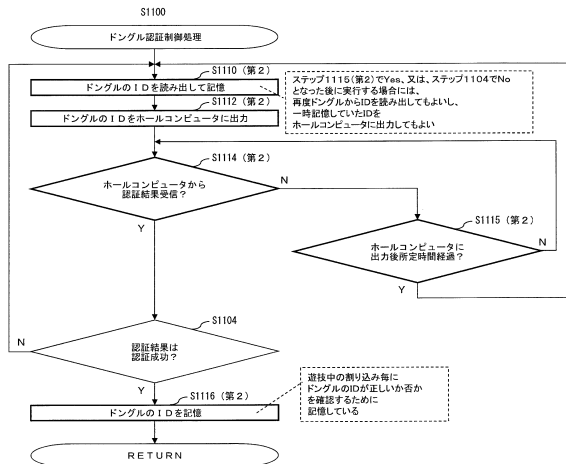 S1100
ドングル認証制御処理
S1110（第２）
ドングルのＩＤを読み出して記憶
ステップ1115（第２）でYes、又は、ステップ1104でNo
となった後に実行する場合には、
再度ドングルからIDを読み出してもよいし、
一時記憶していたIDを
ホールコンピュータに出力してもよい
S1112（第２）
ドングルのＩＤをホールコンピュータに出力
S1114（第２）
ホールコンピュータから
認証結果受信？
N
Y
S1115（第２）
ホールコンピュータに
出力後所定時間経過？
N
Y
S1104
認証結果は
認証成功？
N
Y
S1116（第２）
ドングルのＩＤを記憶
遊技中の割り込み毎に
ドングルのIDが正しいか否か
を確認するために
記憶している
ＲＥＴＵＲＮ